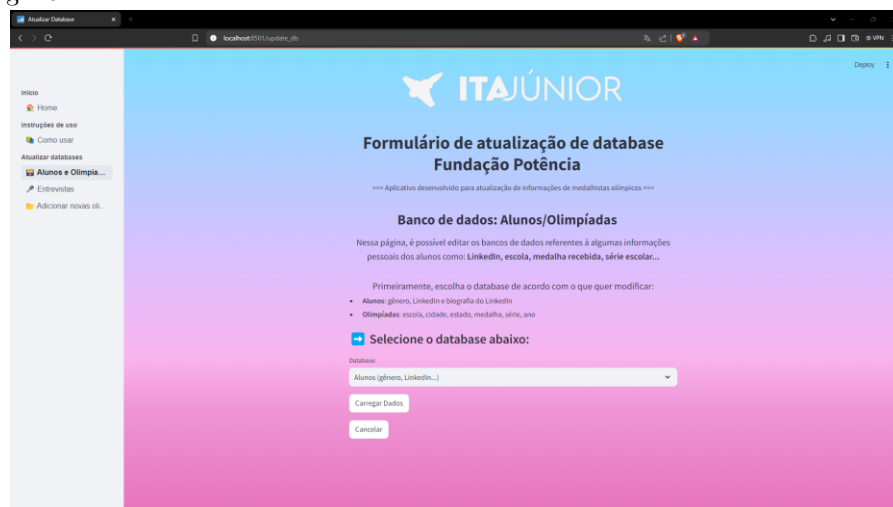 Atualizar Database
localhost:8501/update_db
VPN
Deploy
Início
Home
Instruções de uso
Como usar
Atualizar databases
Alunos e Olimpía...
Entrevistas
Adicionar novas oli...
ITAJÚNIOR
Formulário de atualização de database
Fundação Potência
>>> Aplicativo desenvolvido para atualização de informações de medalhistas olímpicos <<<
Banco de dados: Alunos/Olimpíadas
Nessa página, é possível editar os bancos de dados referentes à algumas informações
pessoais dos alunos como: LinkedIn, escola, medalha recebida, série escolar...
Primeiramente, escolha o database de acordo com o que quer modificar:
• Alunos: gênero, LinkedIn e biografia do LinkedIn
• Olimpíadas: escola, cidade, estado, medalha, série, ano
Selecione o database abaixo:
Database:
Alunos (gênero, LinkedIn...)
Carregar Dados
Cancelar